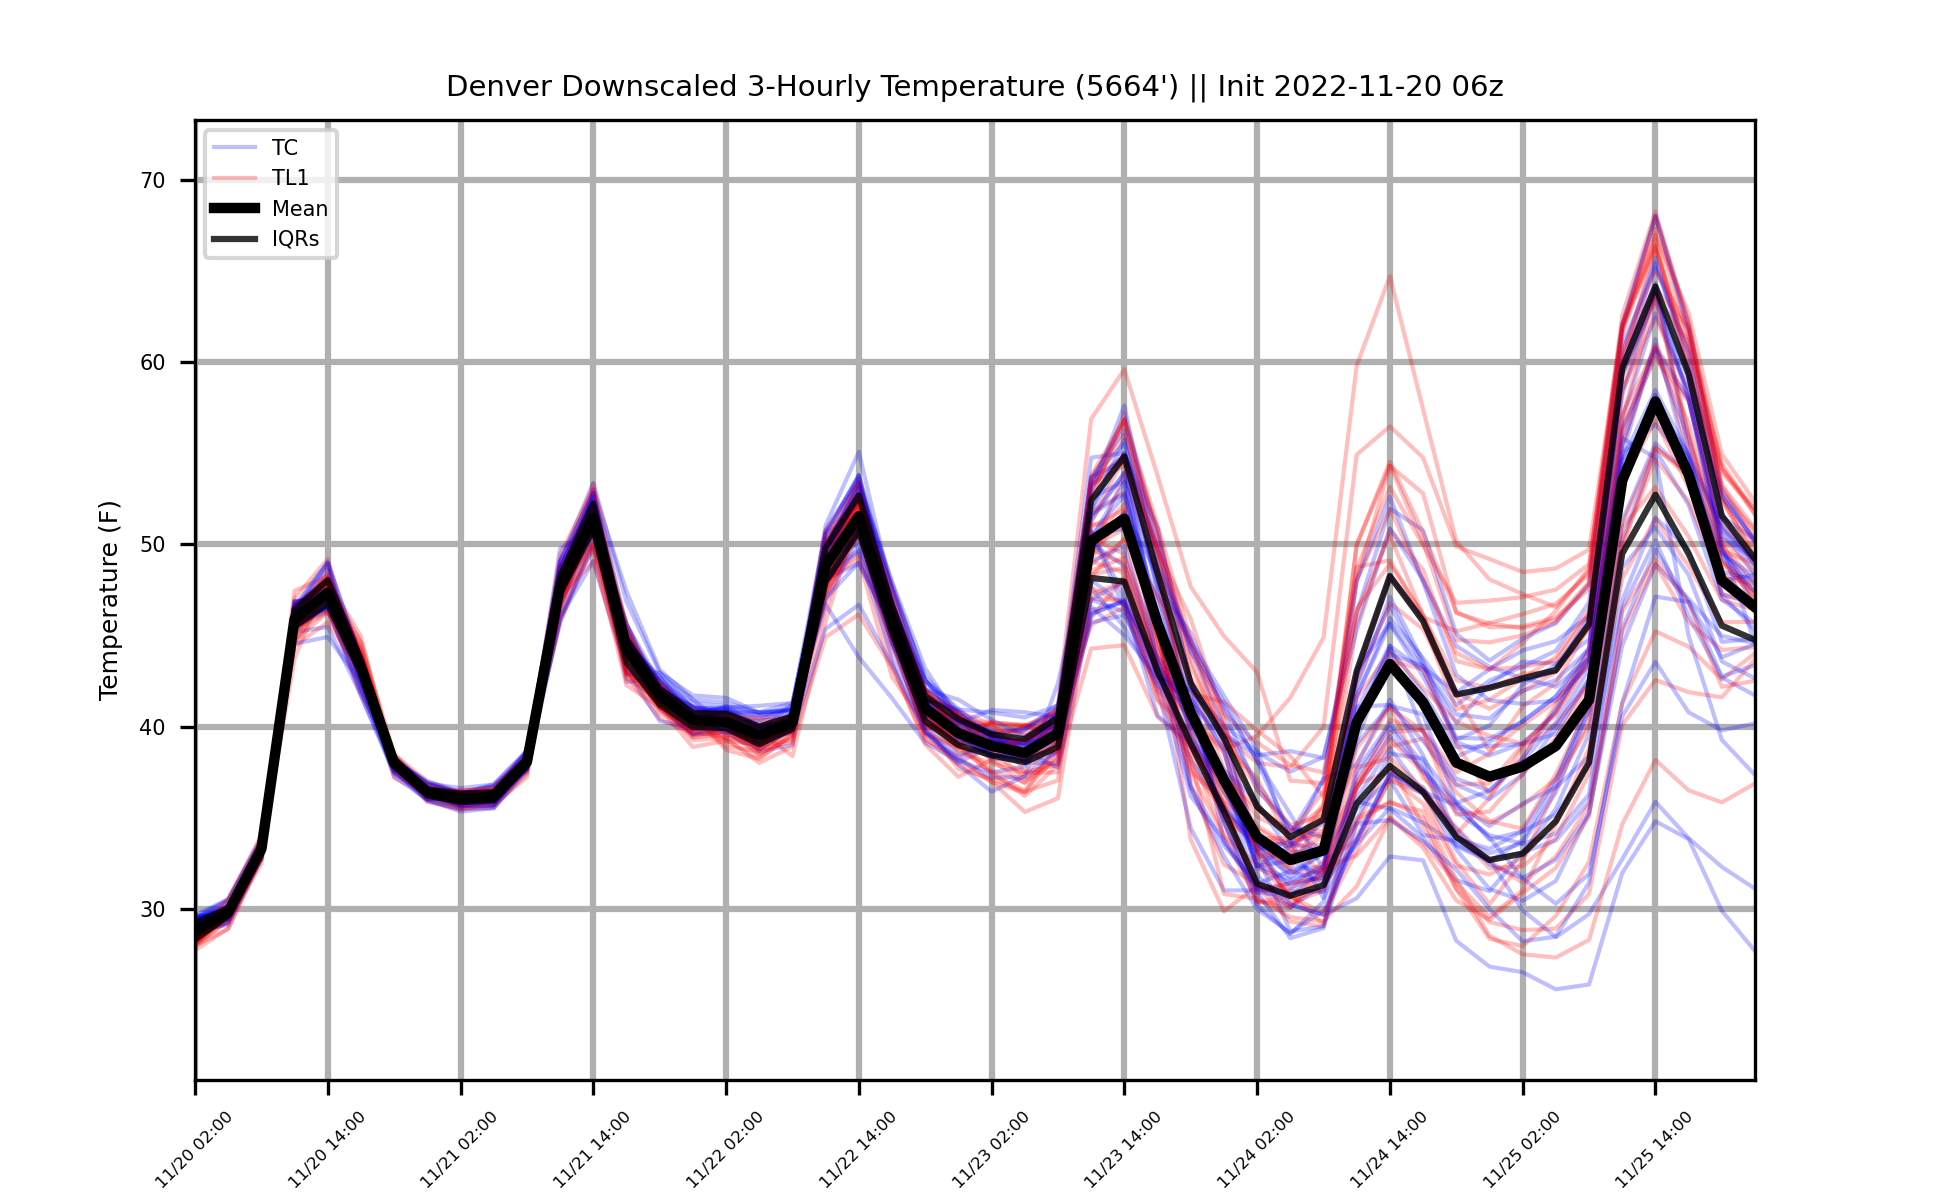 Denver Downscaled 3-Hourly Temperature (5664') || Init 2022-11-20 06z
TC
TL1
Mean
IQRs
Temperature (F)
70
60
50
40
30
11/20 02:00
11/20 14:00
11/21 02:00
11/21 14:00
11/22 02:00
11/22 14:00
11/23 02:00
11/23 14:00
11/24 02:00
11/24 14:00
11/25 02:00
11/25 14:00